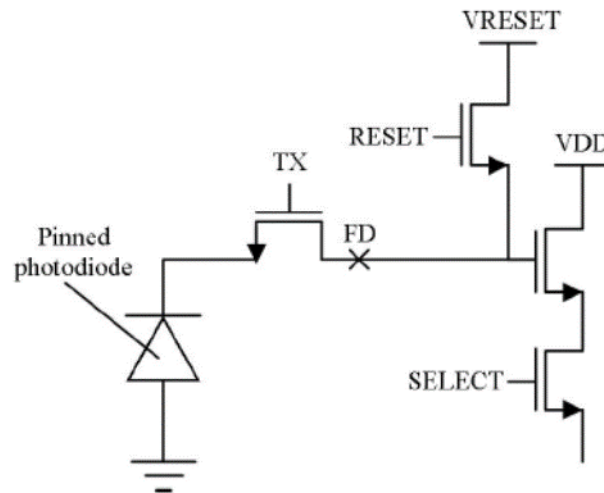 VRESET
RESET
VDD
TX
FD
Pinned
photodiode
SELECT